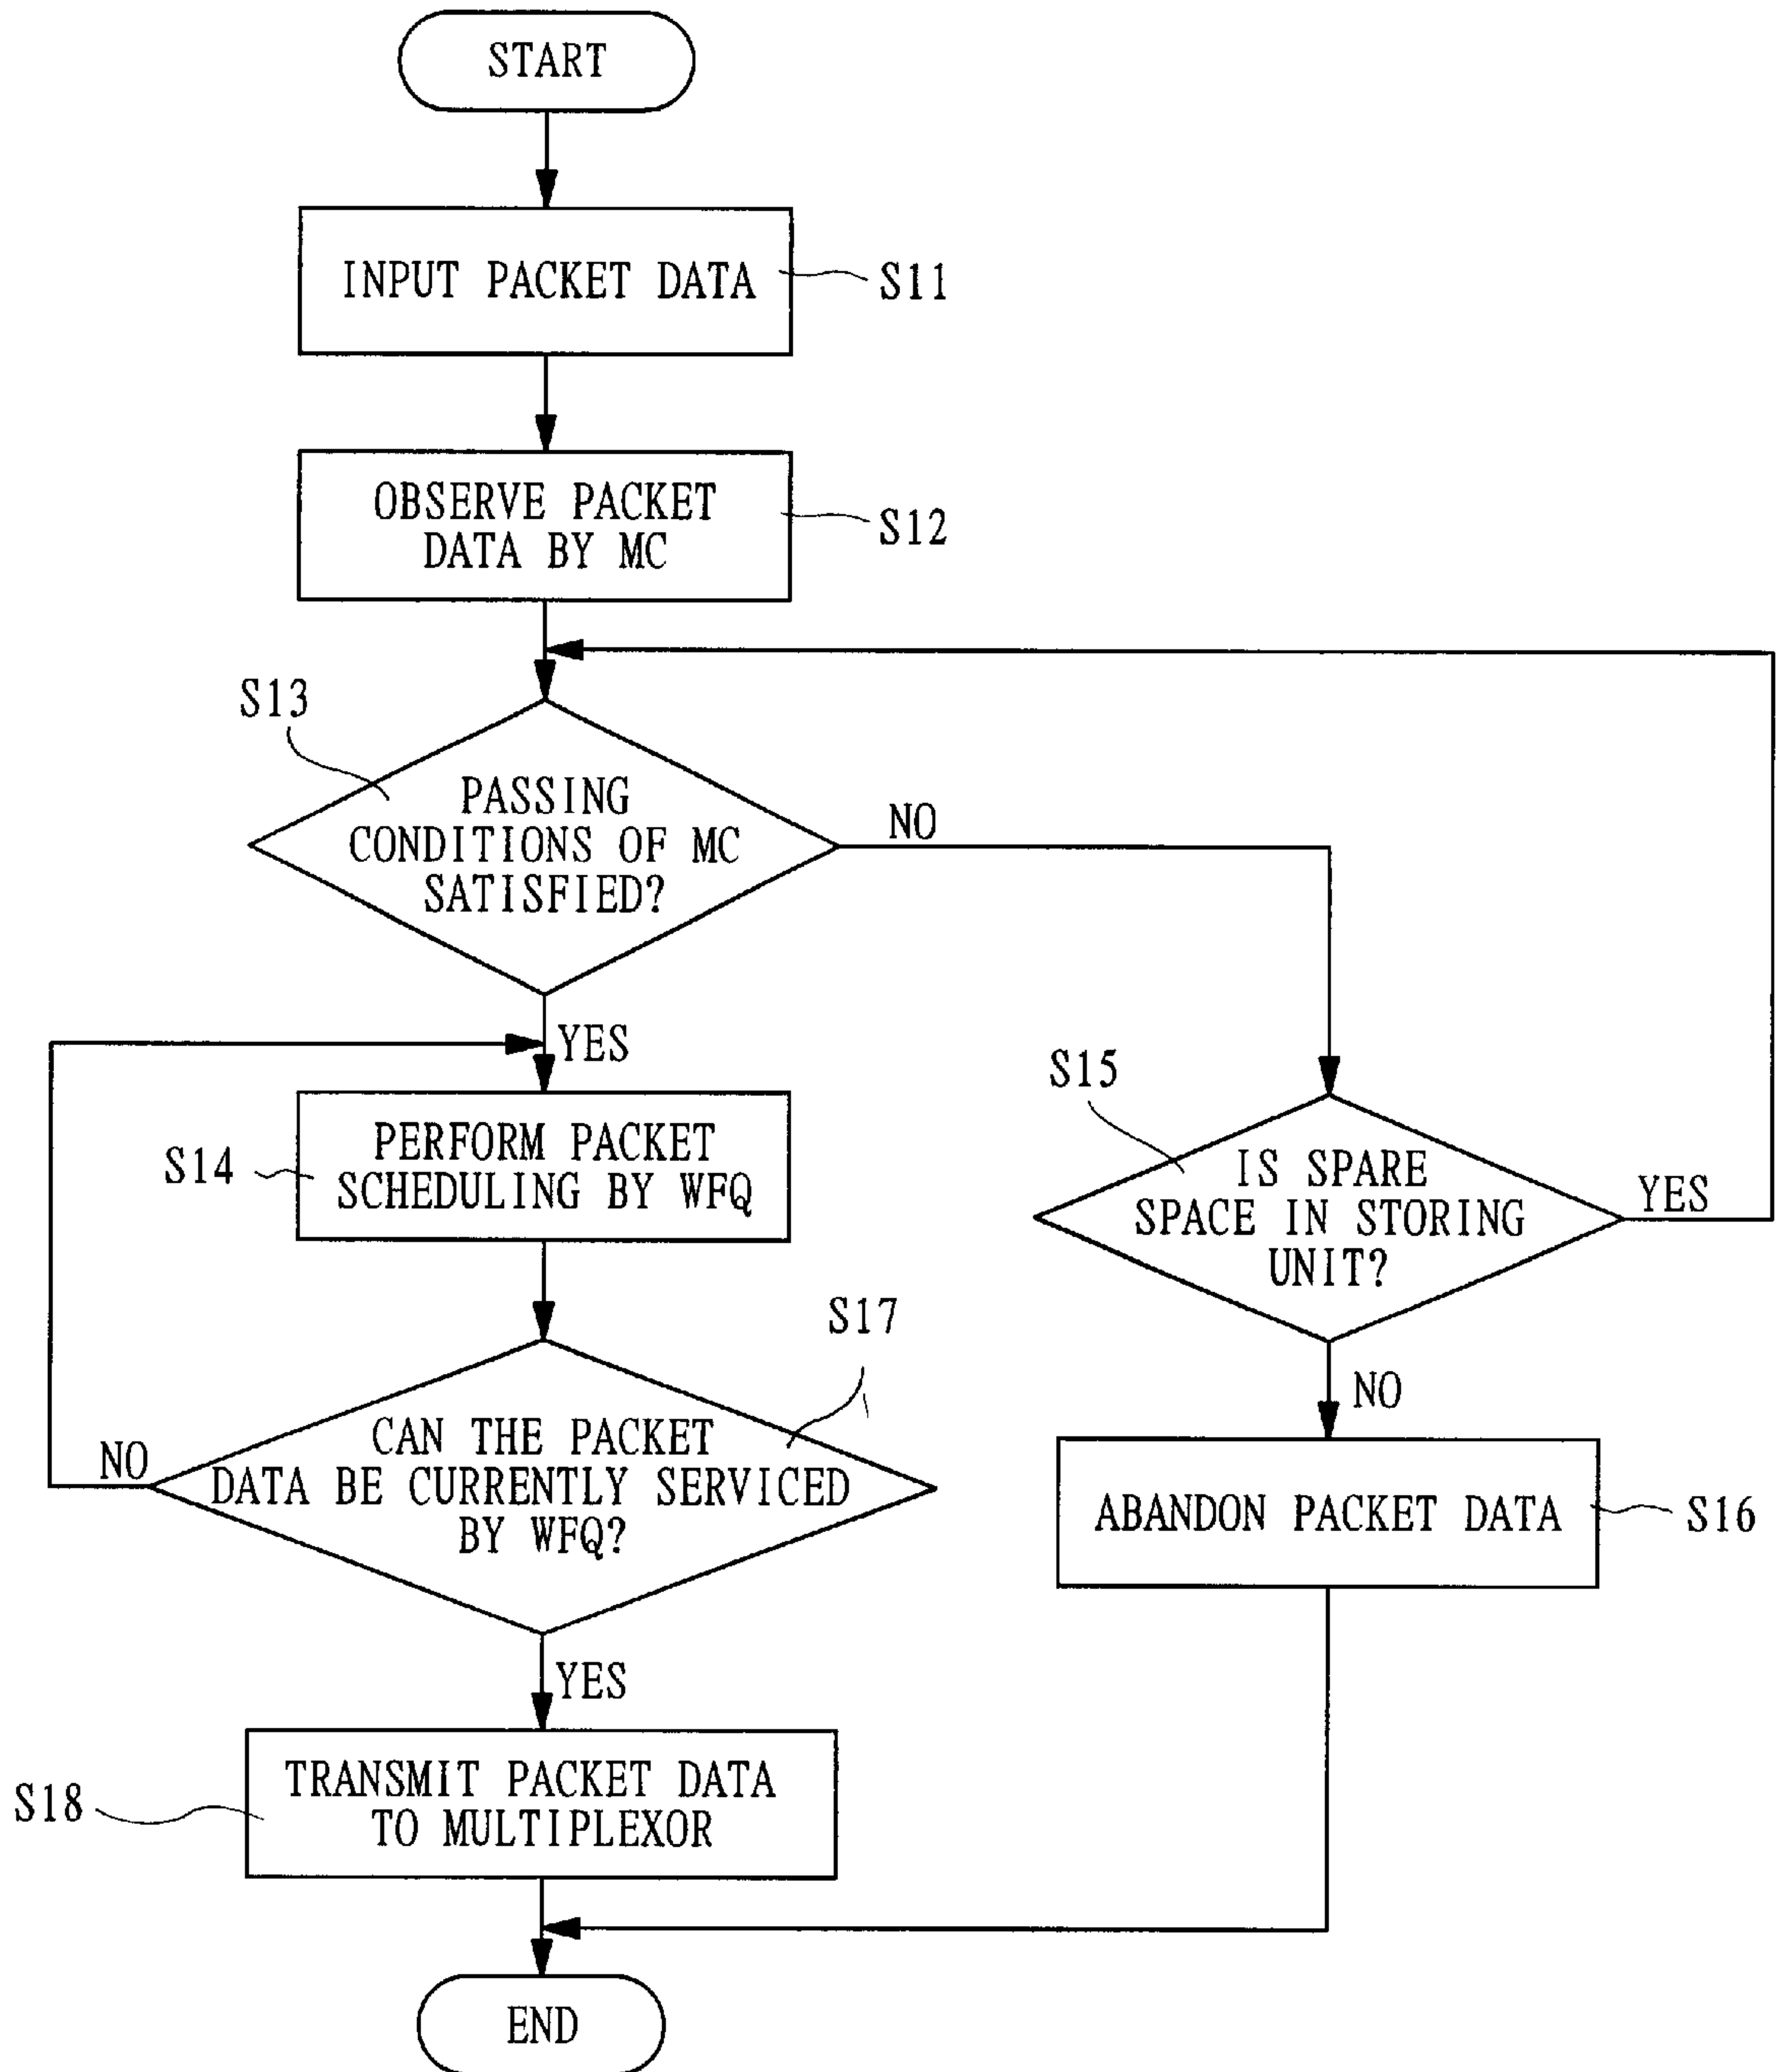 START
INPUT PACKET DATA
S11
OBSERVE PACKET
DATA BY MC
S12
S13
PASSING
CONDITIONS OF MC
SATISFIED?
NO
YES
S14
PERFORM PACKET
SCHEDULING BY WFQ
S15
IS SPARE
SPACE IN STORING
UNIT?
YES
NO
S17
CAN THE PACKET
DATA BE CURRENTLY SERVICED
BY WFQ?
NO
YES
ABANDON PACKET DATA
S16
S18
TRANSMIT PACKET DATA
TO MULTIPLEXOR
END